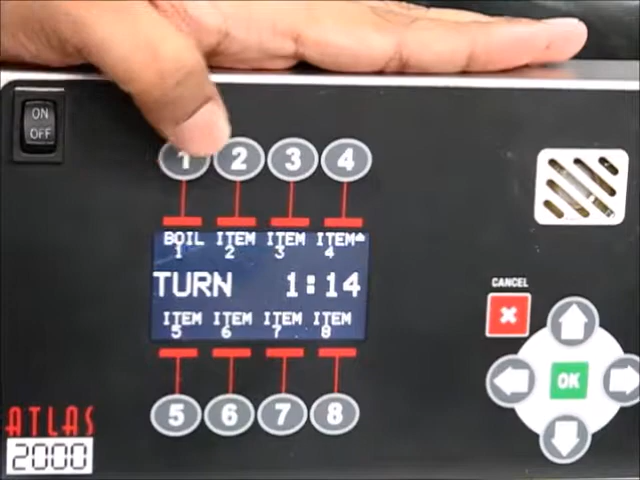 ON
OFF
1 2 3 4
BOIL ITEM ITEM ITEM
1 2 3 4
TURN 1:14
ITEM ITEM ITEM ITEM
5 6 7 8
CANCEL
OK
5 6 7 8
ATLAS
2000